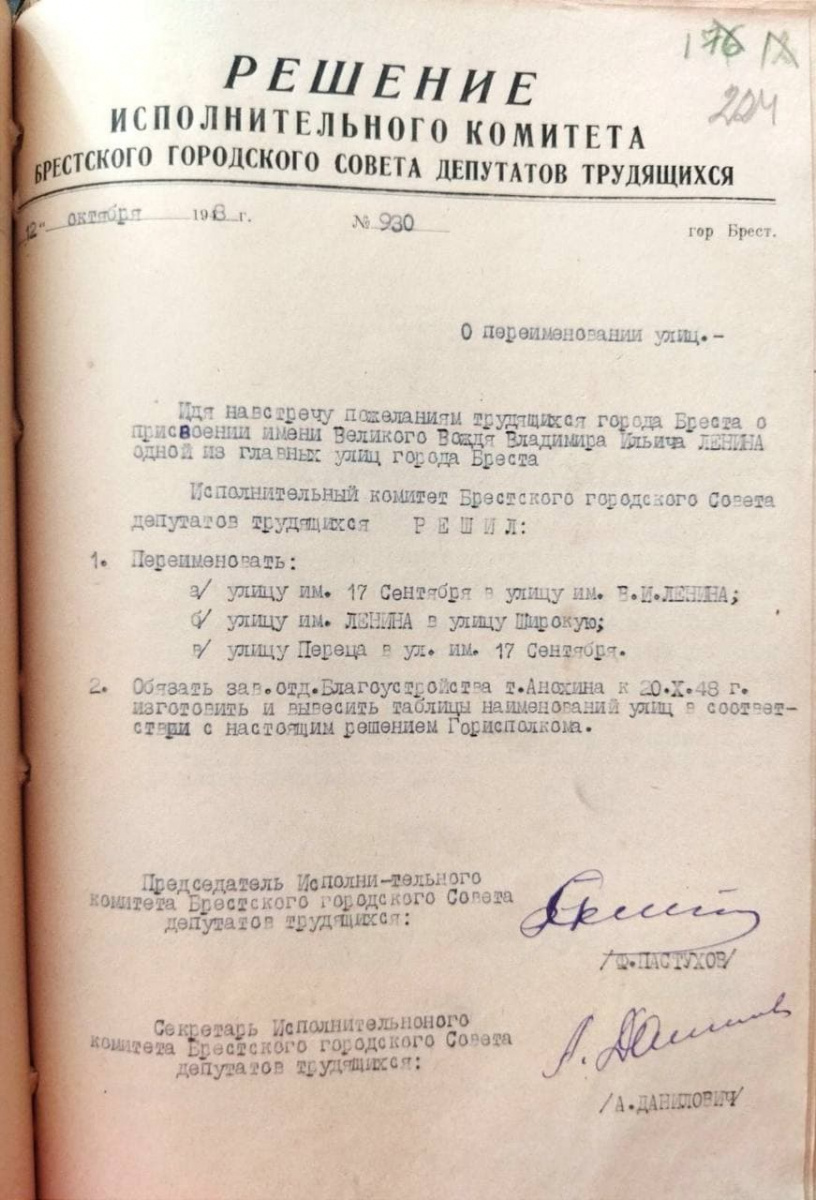 204
РЕШЕНИЕ
ИСПОЛНИТЕЛЬНОГО КОМИТЕТА
БРЕСТСКОГО ГОРОДСКОГО СОВЕТА ДЕПУТАТОВ ТРУДЯЩИХСЯ
12" октября 1948 г. № 930 гор Брест.
О переименовании улиц.-
Идя навстречу пожеланиям трудящихся города Бреста о
присвоении имени Великого Вождя Владимира Ильича ЛЕНИНА
одной из главных улиц города Бреста
Исполнительный комитет Брестского городского Совета
депутатов трудящихся РЕШИЛ:
1. Переименовать:
а/ улицу им. 17 Сентября в улицу им. В.И.ЛЕНИНА;
б/ улицу им. ЛЕНИНА в улицу Широкую;
в/ улицу Переца в ул. им. 17 Сентября.
2. Обязать зав.отд.Благоустройства т.Анохина к 20.X.48 г.
изготовить и вывесить таблицы наименований улиц в соответ-
ствии с настоящим решением Горисполкома.
Председатель Исполни-тельного
комитета Брестского городского Совета
депутатов трудящихся:
/Ф.ПАСТУХОВ/
Секретарь Исполнительноного
комитета Брестского городского Совета
депутатов трудящихся:
/А.ДАНИЛОВИЧ/